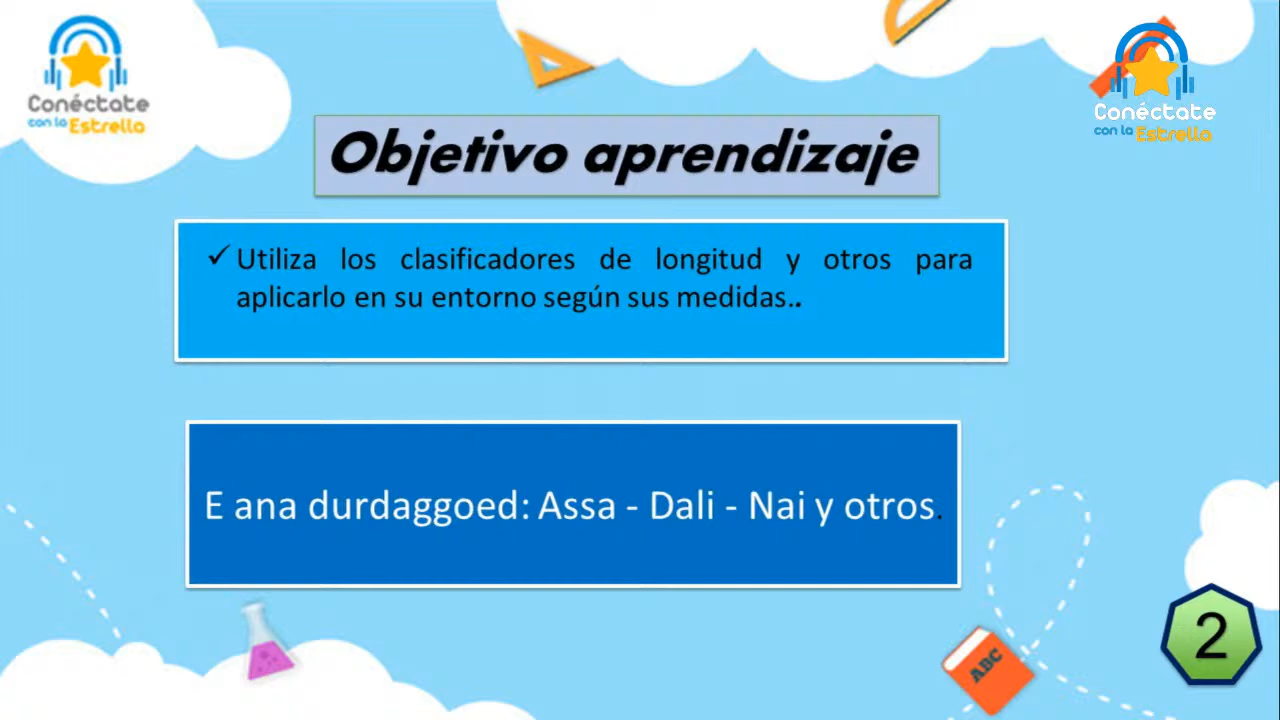 Conéctate
con la Estrella
Conéctate
con la Estrella
Objetivo aprendizaje
✓ Utiliza los clasificadores de longitud y otros para
aplicarlo en su entorno según sus medidas..
E ana durdaggoed: Assa - Dali - Nai y otros.
2
ABC